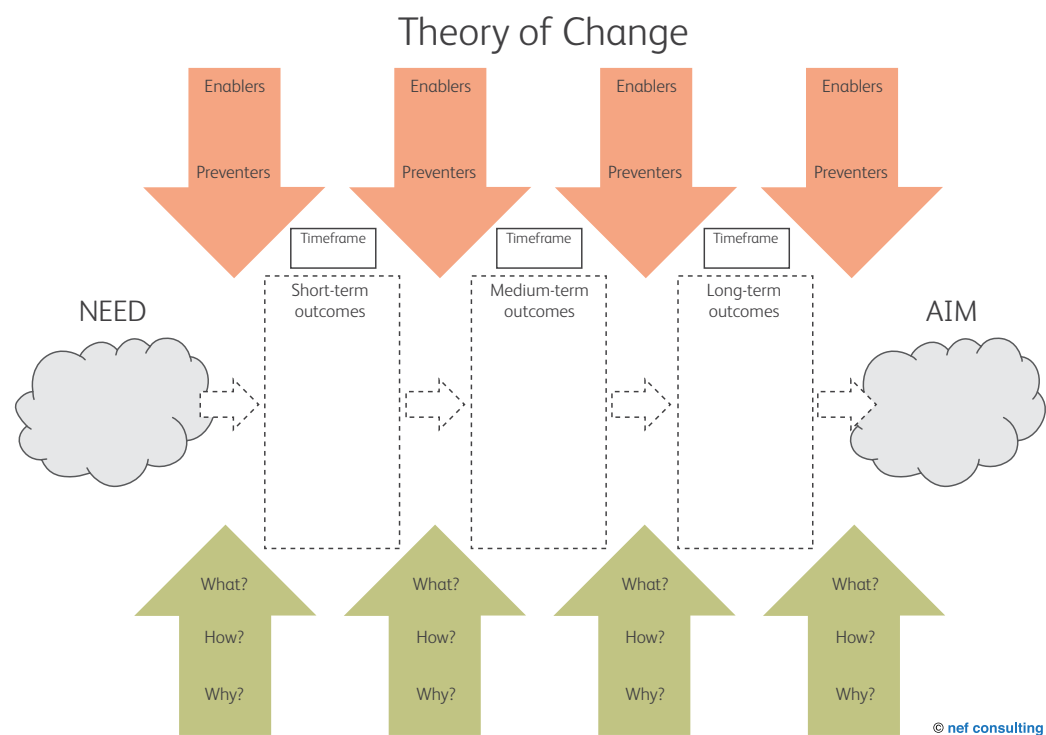 Theory of Change
Enablers
Enablers
Enablers
Enablers
Preventers
Preventers
Preventers
Preventers
Timeframe
Timeframe
Timeframe
NEED
Short-term
outcomes
Medium-term
outcomes
Long-term
outcomes
AIM
What?
What?
What?
What?
How?
How?
How?
How?
Why?
Why?
Why?
Why?
© nef consulting